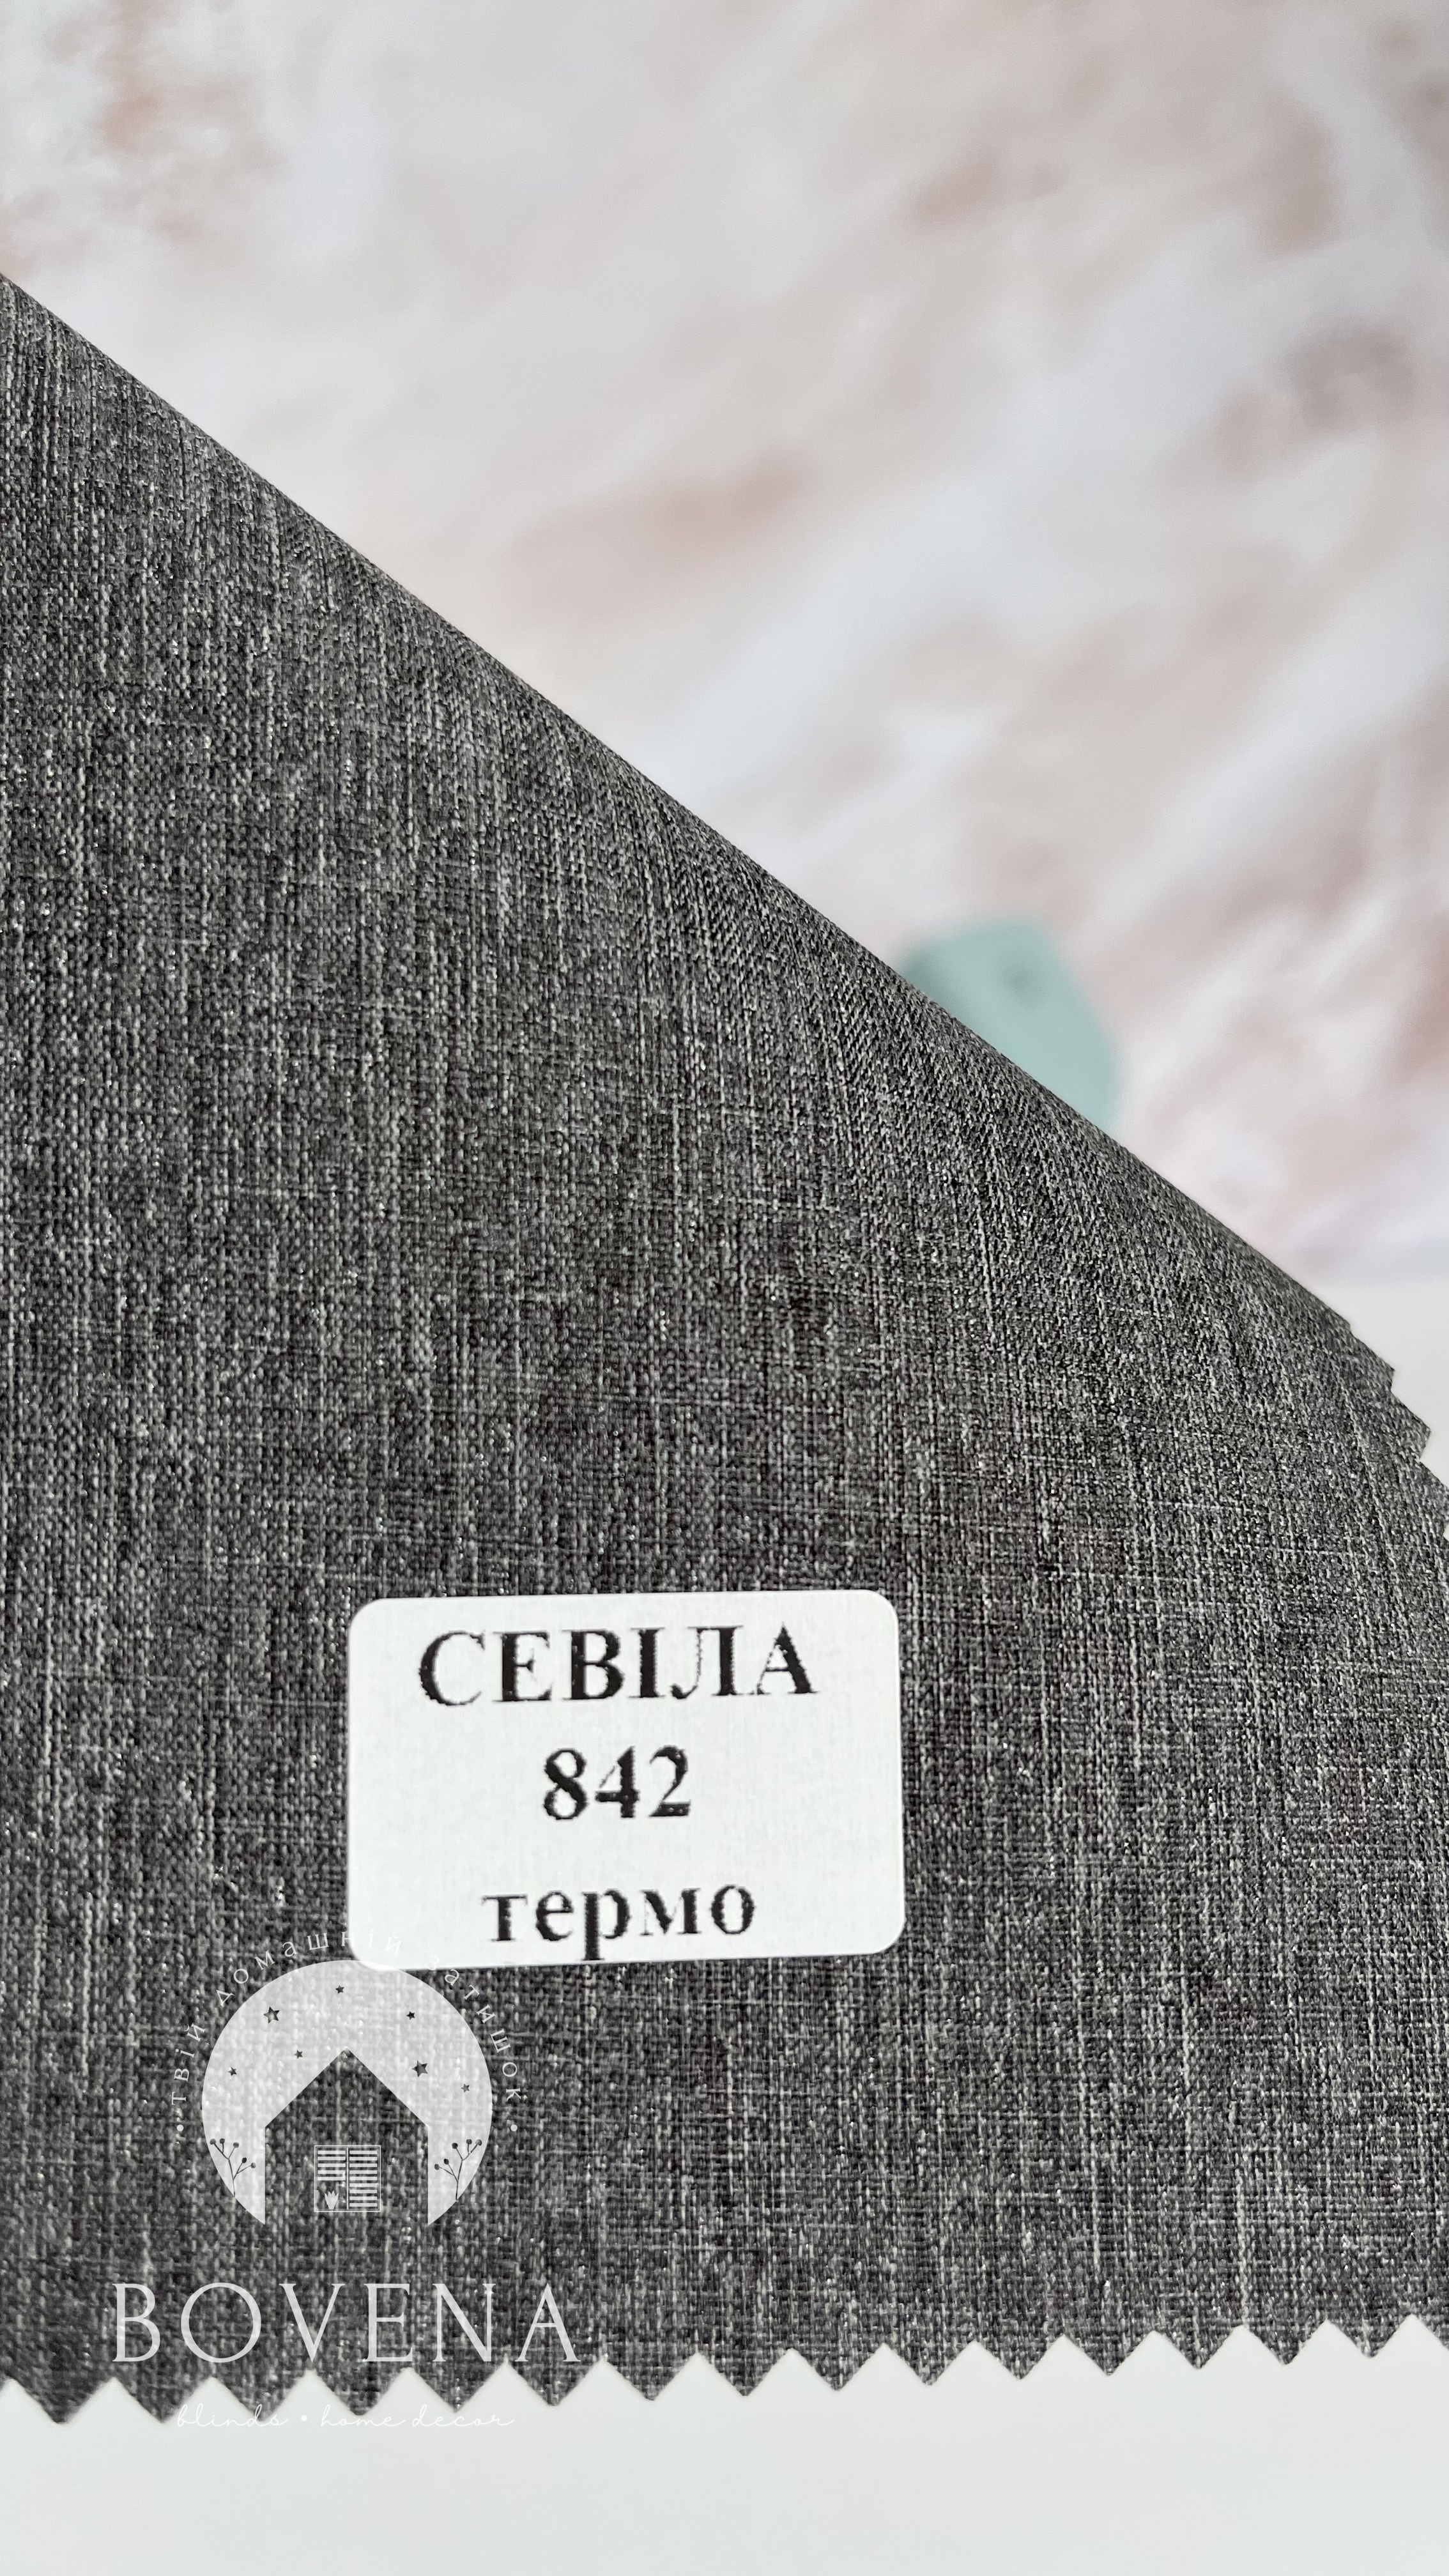 СЕВІЛА
842
термо
• твій домашній затишок •
BOVENA
blinds • home decor